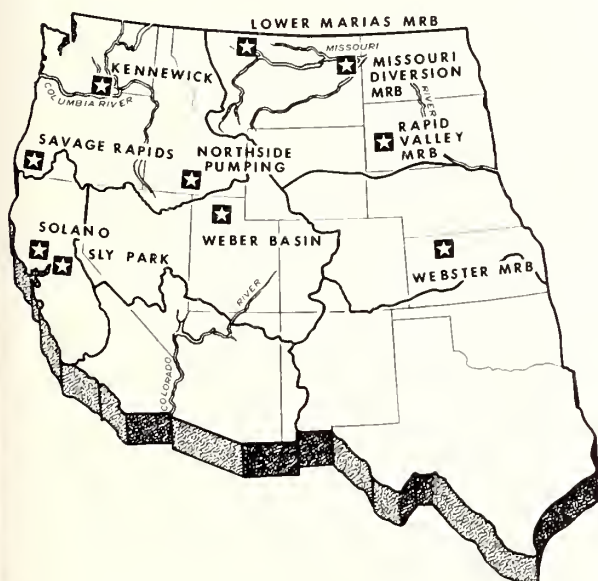 LOWER MARIAS MRB
MISSOURI
KENNEWICK
MISSOURI
DIVERSION
MRB
COLUMBIA RIVER
RIVER
SAVAGE RAPIDS
NORTHSIDE
PUMPING
RAPID
VALLEY
MRB
SOLANO
SLY PARK
WEBER BASIN
WEBSTER MRB
RIVER
COLORADO